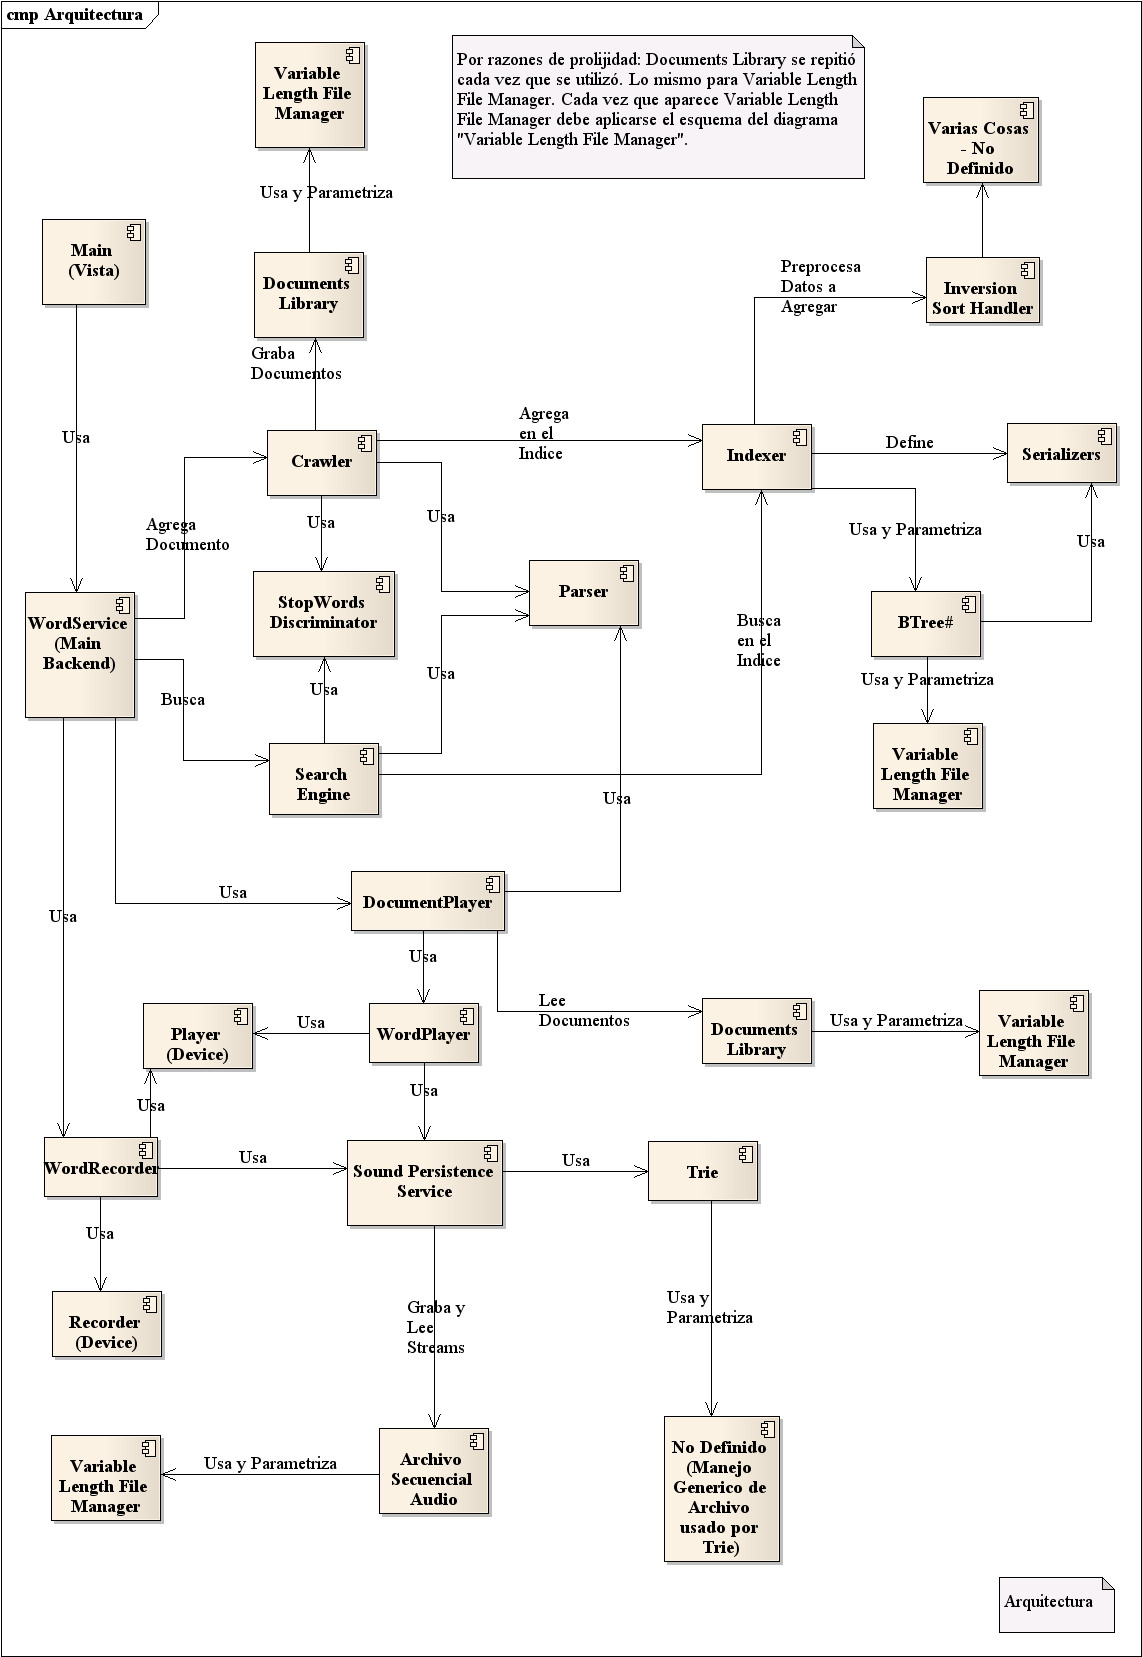 cmp Arquitectura
Variable
Length File
Manager
Por razones de prolijidad: Documents Library se repitió
cada vez que se utilizó. Lo mismo para Variable Length
File Manager. Cada vez que aparece Variable Length
File Manager debe aplicarse el esquema del diagrama
"Variable Length File Manager".
Varias Cosas
- No
Definido
Usa y Parametriza
Main
(Vista)
Documents
Library
Preprocesa
Datos a
Agregar
Inversion
Sort Handler
Graba
Documentos
Usa
Agrega
en el
Indice
Crawler
Indexer
Define
Serializers
Agrega
Documento
Usa
Usa
Usa y Parametriza
Usa
StopWords
Discriminator
Parser
WordService
(Main
Backend)
BTree#
Busca
en el
Indice
Usa
Usa
Usa y Parametriza
Busca
Search
Engine
Variable
Length File
Manager
Usa
Usa
DocumentPlayer
Usa
Usa
Lee
Documentos
Player
(Device)
Usa
WordPlayer
Documents
Library
Usa y Parametriza
Variable
Length File
Manager
Usa
Usa
WordRecorder
Usa
Sound Persistence
Service
Usa
Trie
Usa
Recorder
(Device)
Graba y
Lee
Streams
Usa y
Parametriza
Variable
Length File
Manager
Usa y Parametriza
Archivo
Secuencial
Audio
No Definido
(Manejo
Generico de
Archivo
usado por
Trie)
Arquitectura